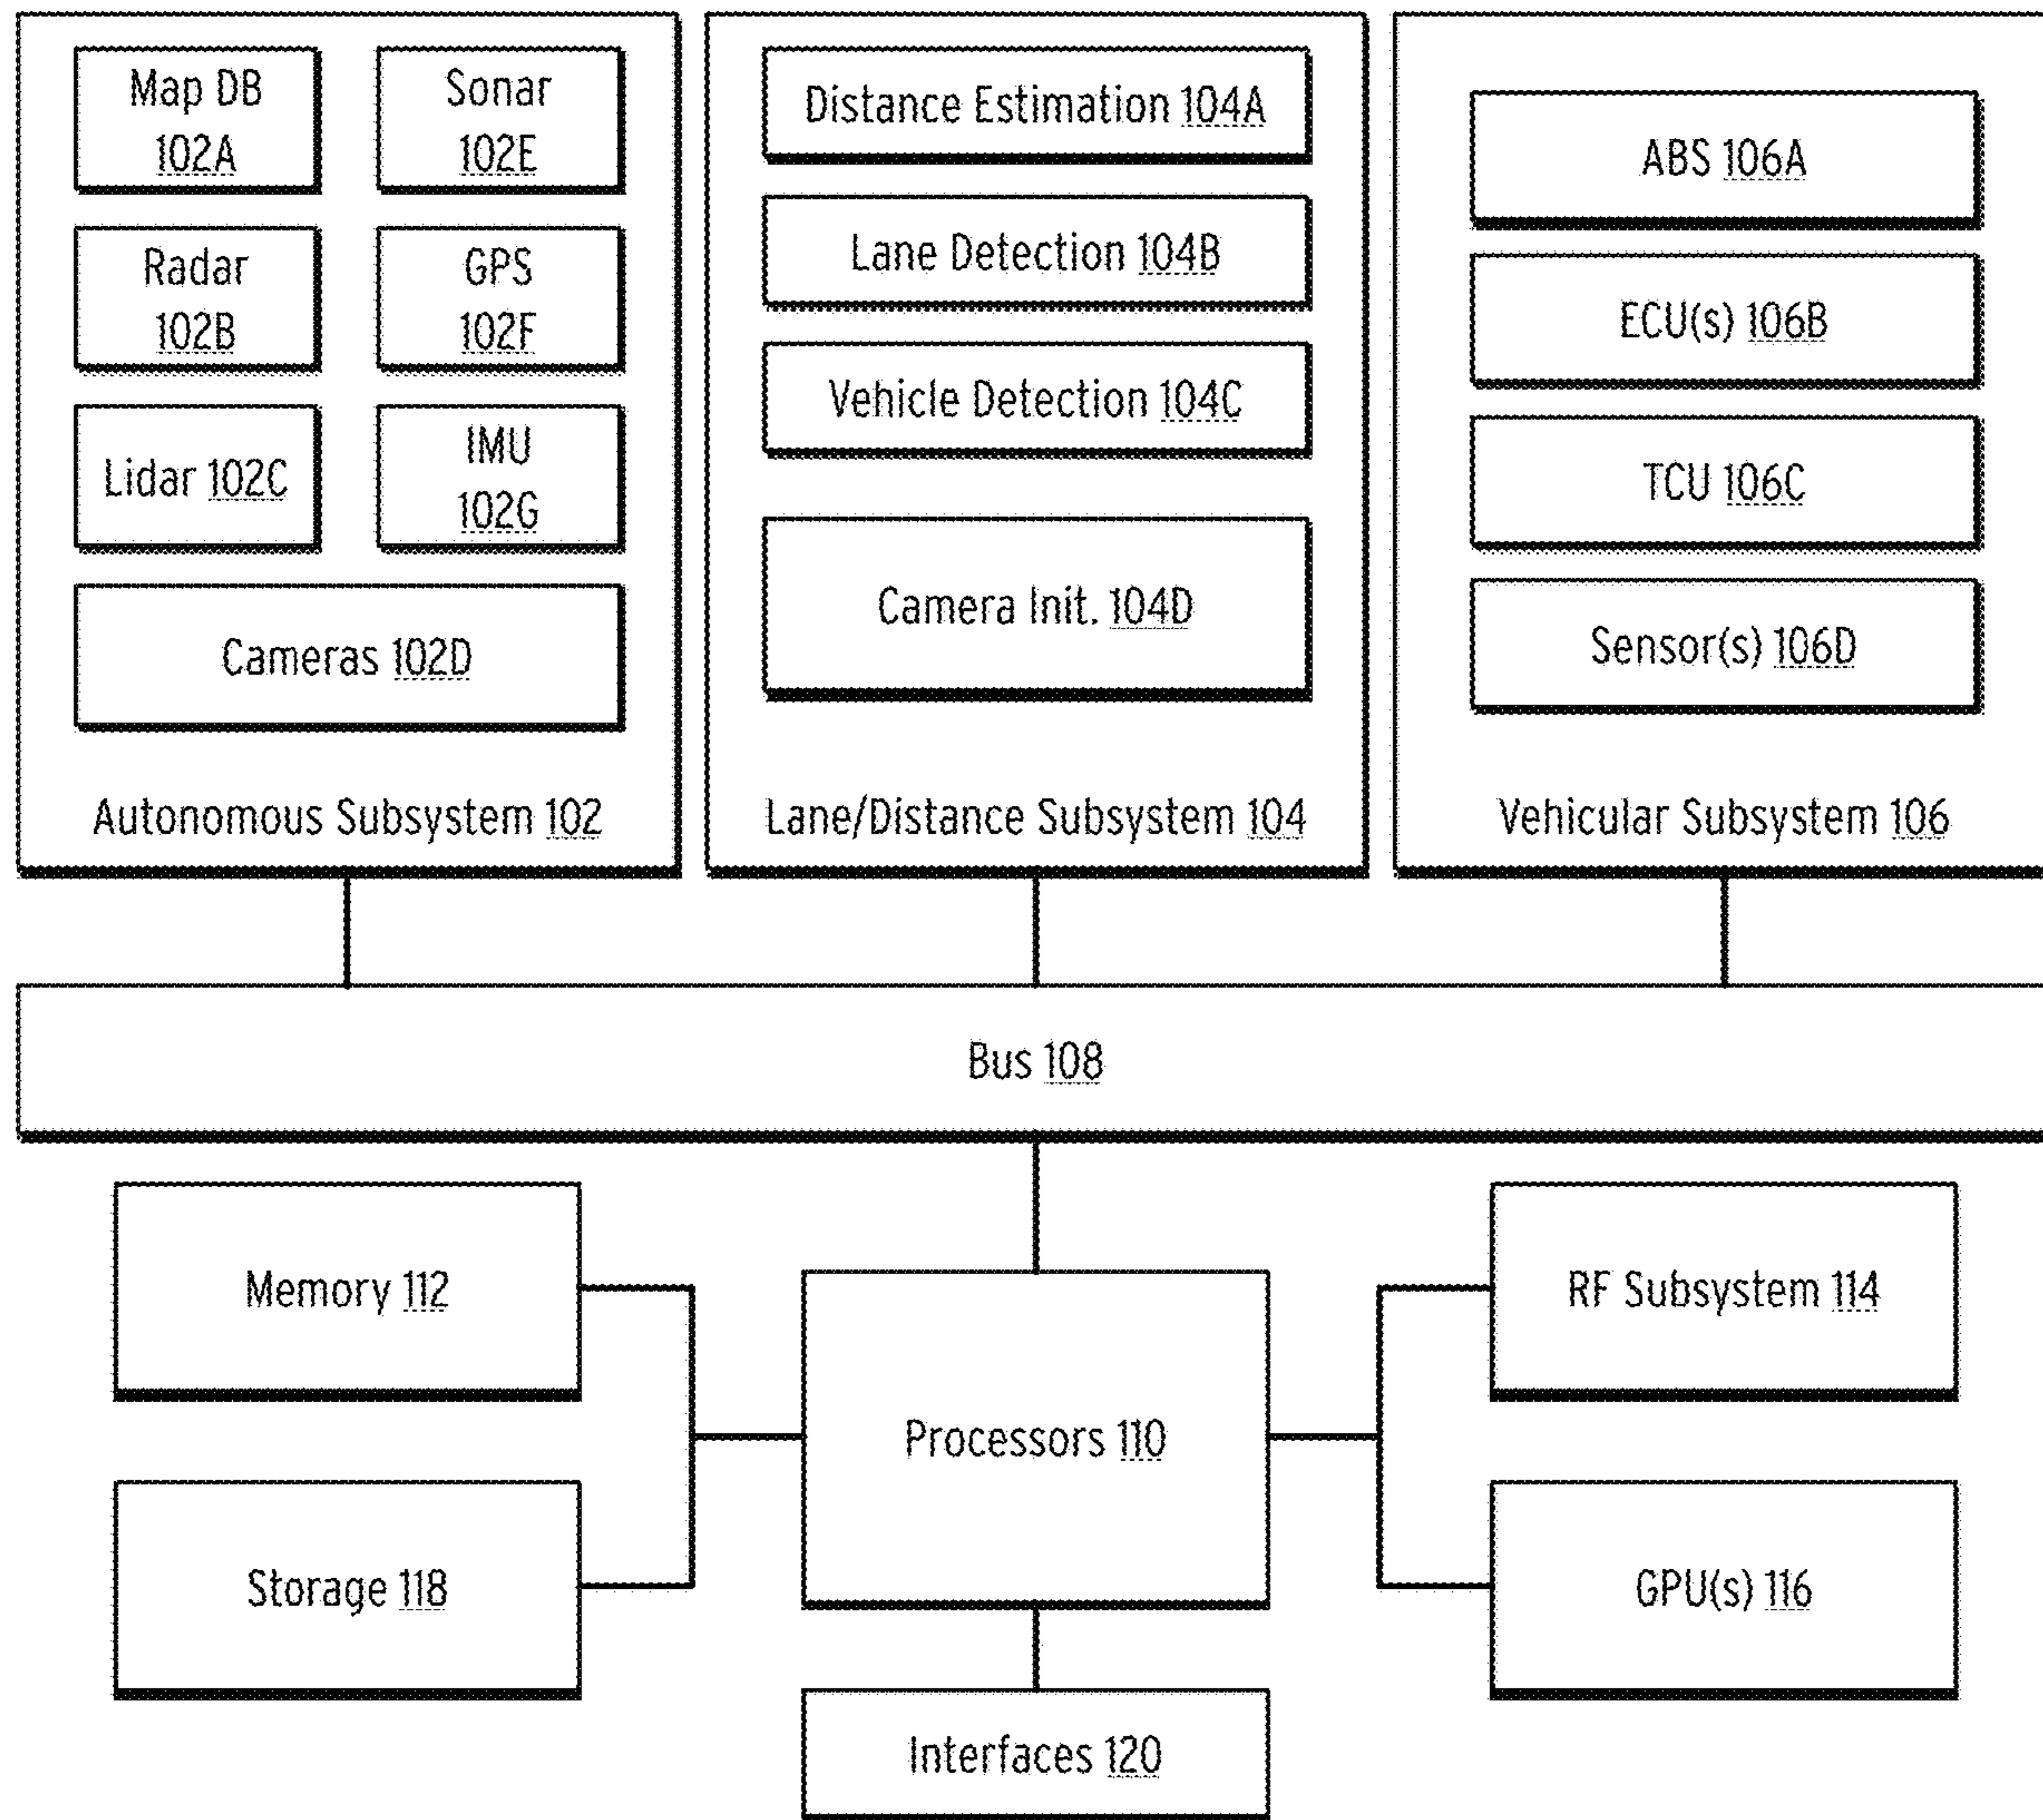 Map DB
102A
Sonar
102E
Radar
102B
GPS
102F
Lidar 102C
IMU
102G
Cameras 102D
Autonomous Subsystem 102
Distance Estimation 104A
Lane Detection 104B
Vehicle Detection 104C
Camera Init. 104D
Lane/Distance Subsystem 104
ABS 106A
ECU(s) 106B
TCU 106C
Sensor(s) 106D
Vehicular Subsystem 106
Bus 108
Memory 112
Storage 118
Processors 110
RF Subsystem 114
GPU(s) 116
Interfaces 120